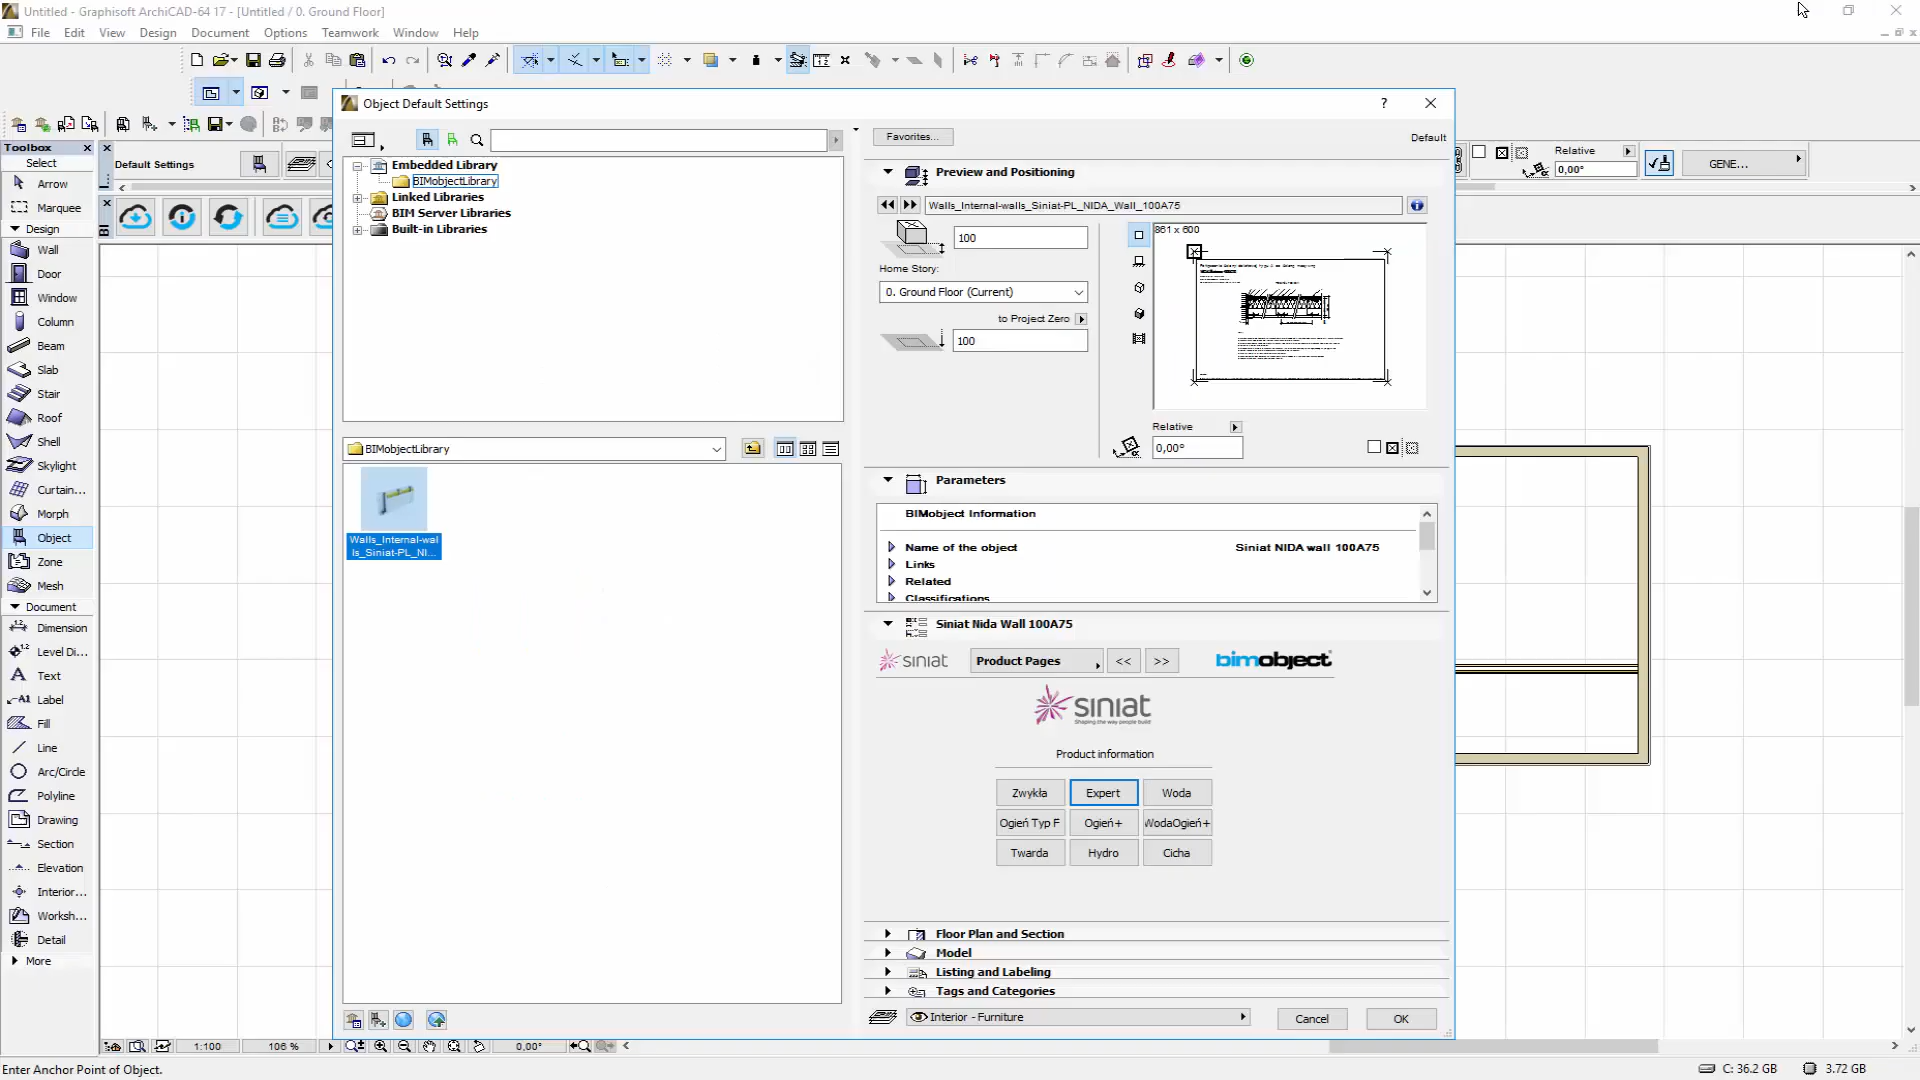 Untitled - Graphisoft ArchiCAD-64 17 - [Untitled / 0. Ground Floor]
File Edit View Design Document Options Teamwork Window Help
Toolbox
Select
Arrow
Marquee
Design
Wall
Door
Window
Column
Beam
Slab
Stair
Roof
Shell
Skylight
Curtain...
Morph
Object
Zone
Mesh
Document
Dimension
Level Di...
Text
Label
Fill
Line
Arc/Circle
Polyline
Drawing
Section
Elevation
Interior...
Worksh...
Detail
More
Default Settings
Object Default Settings
Embedded Library
BIMobjectLibrary
Linked Libraries
BIM Server Libraries
Built-in Libraries
BIMobjectLibrary
Walls_Internal-wal
ls_Siniat-PL_NI...
Favorites...
Default
Preview and Positioning
Walls_Internal-walls_Siniat-PL_NIDA_Wall_100A75
100
Home Story:
0. Ground Floor (Current)
to Project Zero
100
861 x 600
Relative
0,00°
Parameters
BIMobject Information
Name of the object Siniat NIDA wall 100A75
Links
Related
Classifications
Siniat Nida Wall 100A75
siniat Product Pages << >> bimobject
siniat
Shaping the way people build
Product information
Zwykła Expert Woda
Ogień Typ F Ogień+ WodaOgień+
Twarda Hydro Cicha
Floor Plan and Section
Model
Listing and Labeling
Tags and Categories
Interior - Furniture
Cancel OK
Relative
0,00°
GENE...
1:100 106 % 0,00°
Enter Anchor Point of Object.
C: 36.2 GB 3.72 GB